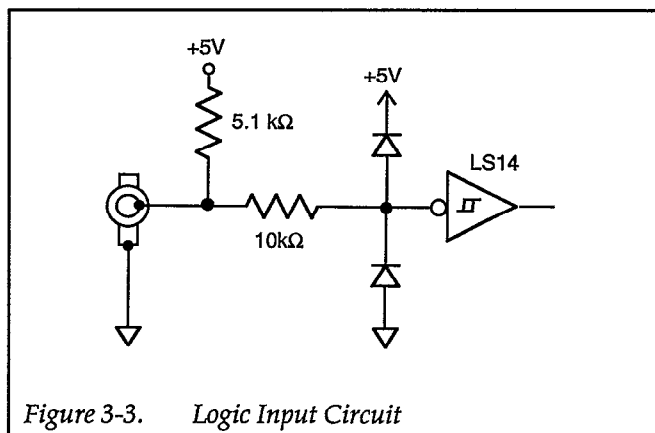 +5V
+5V
5.1 kΩ
LS14
10kΩ
Figure 3-3. Logic Input Circuit